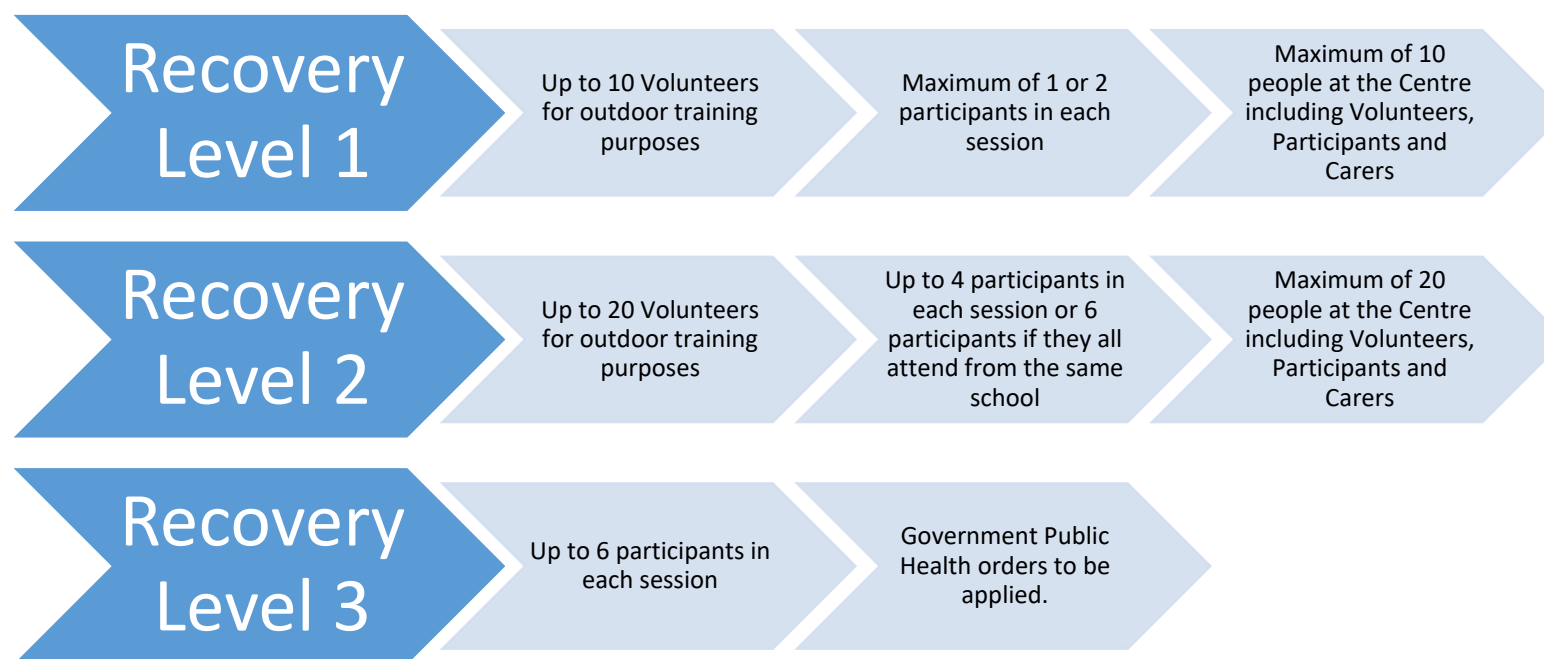 Recovery
Level 1
Up to 10 Volunteers
for outdoor training
purposes
Maximum of 1 or 2
participants in each
session
Maximum of 10
people at the Centre
including Volunteers,
Participants and
Carers
Recovery
Level 2
Up to 20 Volunteers
for outdoor training
purposes
Up to 4 participants in
each session or 6
participants if they all
attend from the same
school
Maximum of 20
people at the Centre
including Volunteers,
Participants and
Carers
Recovery
Level 3
Up to 6 participants in
each session
Government Public
Health orders to be
applied.